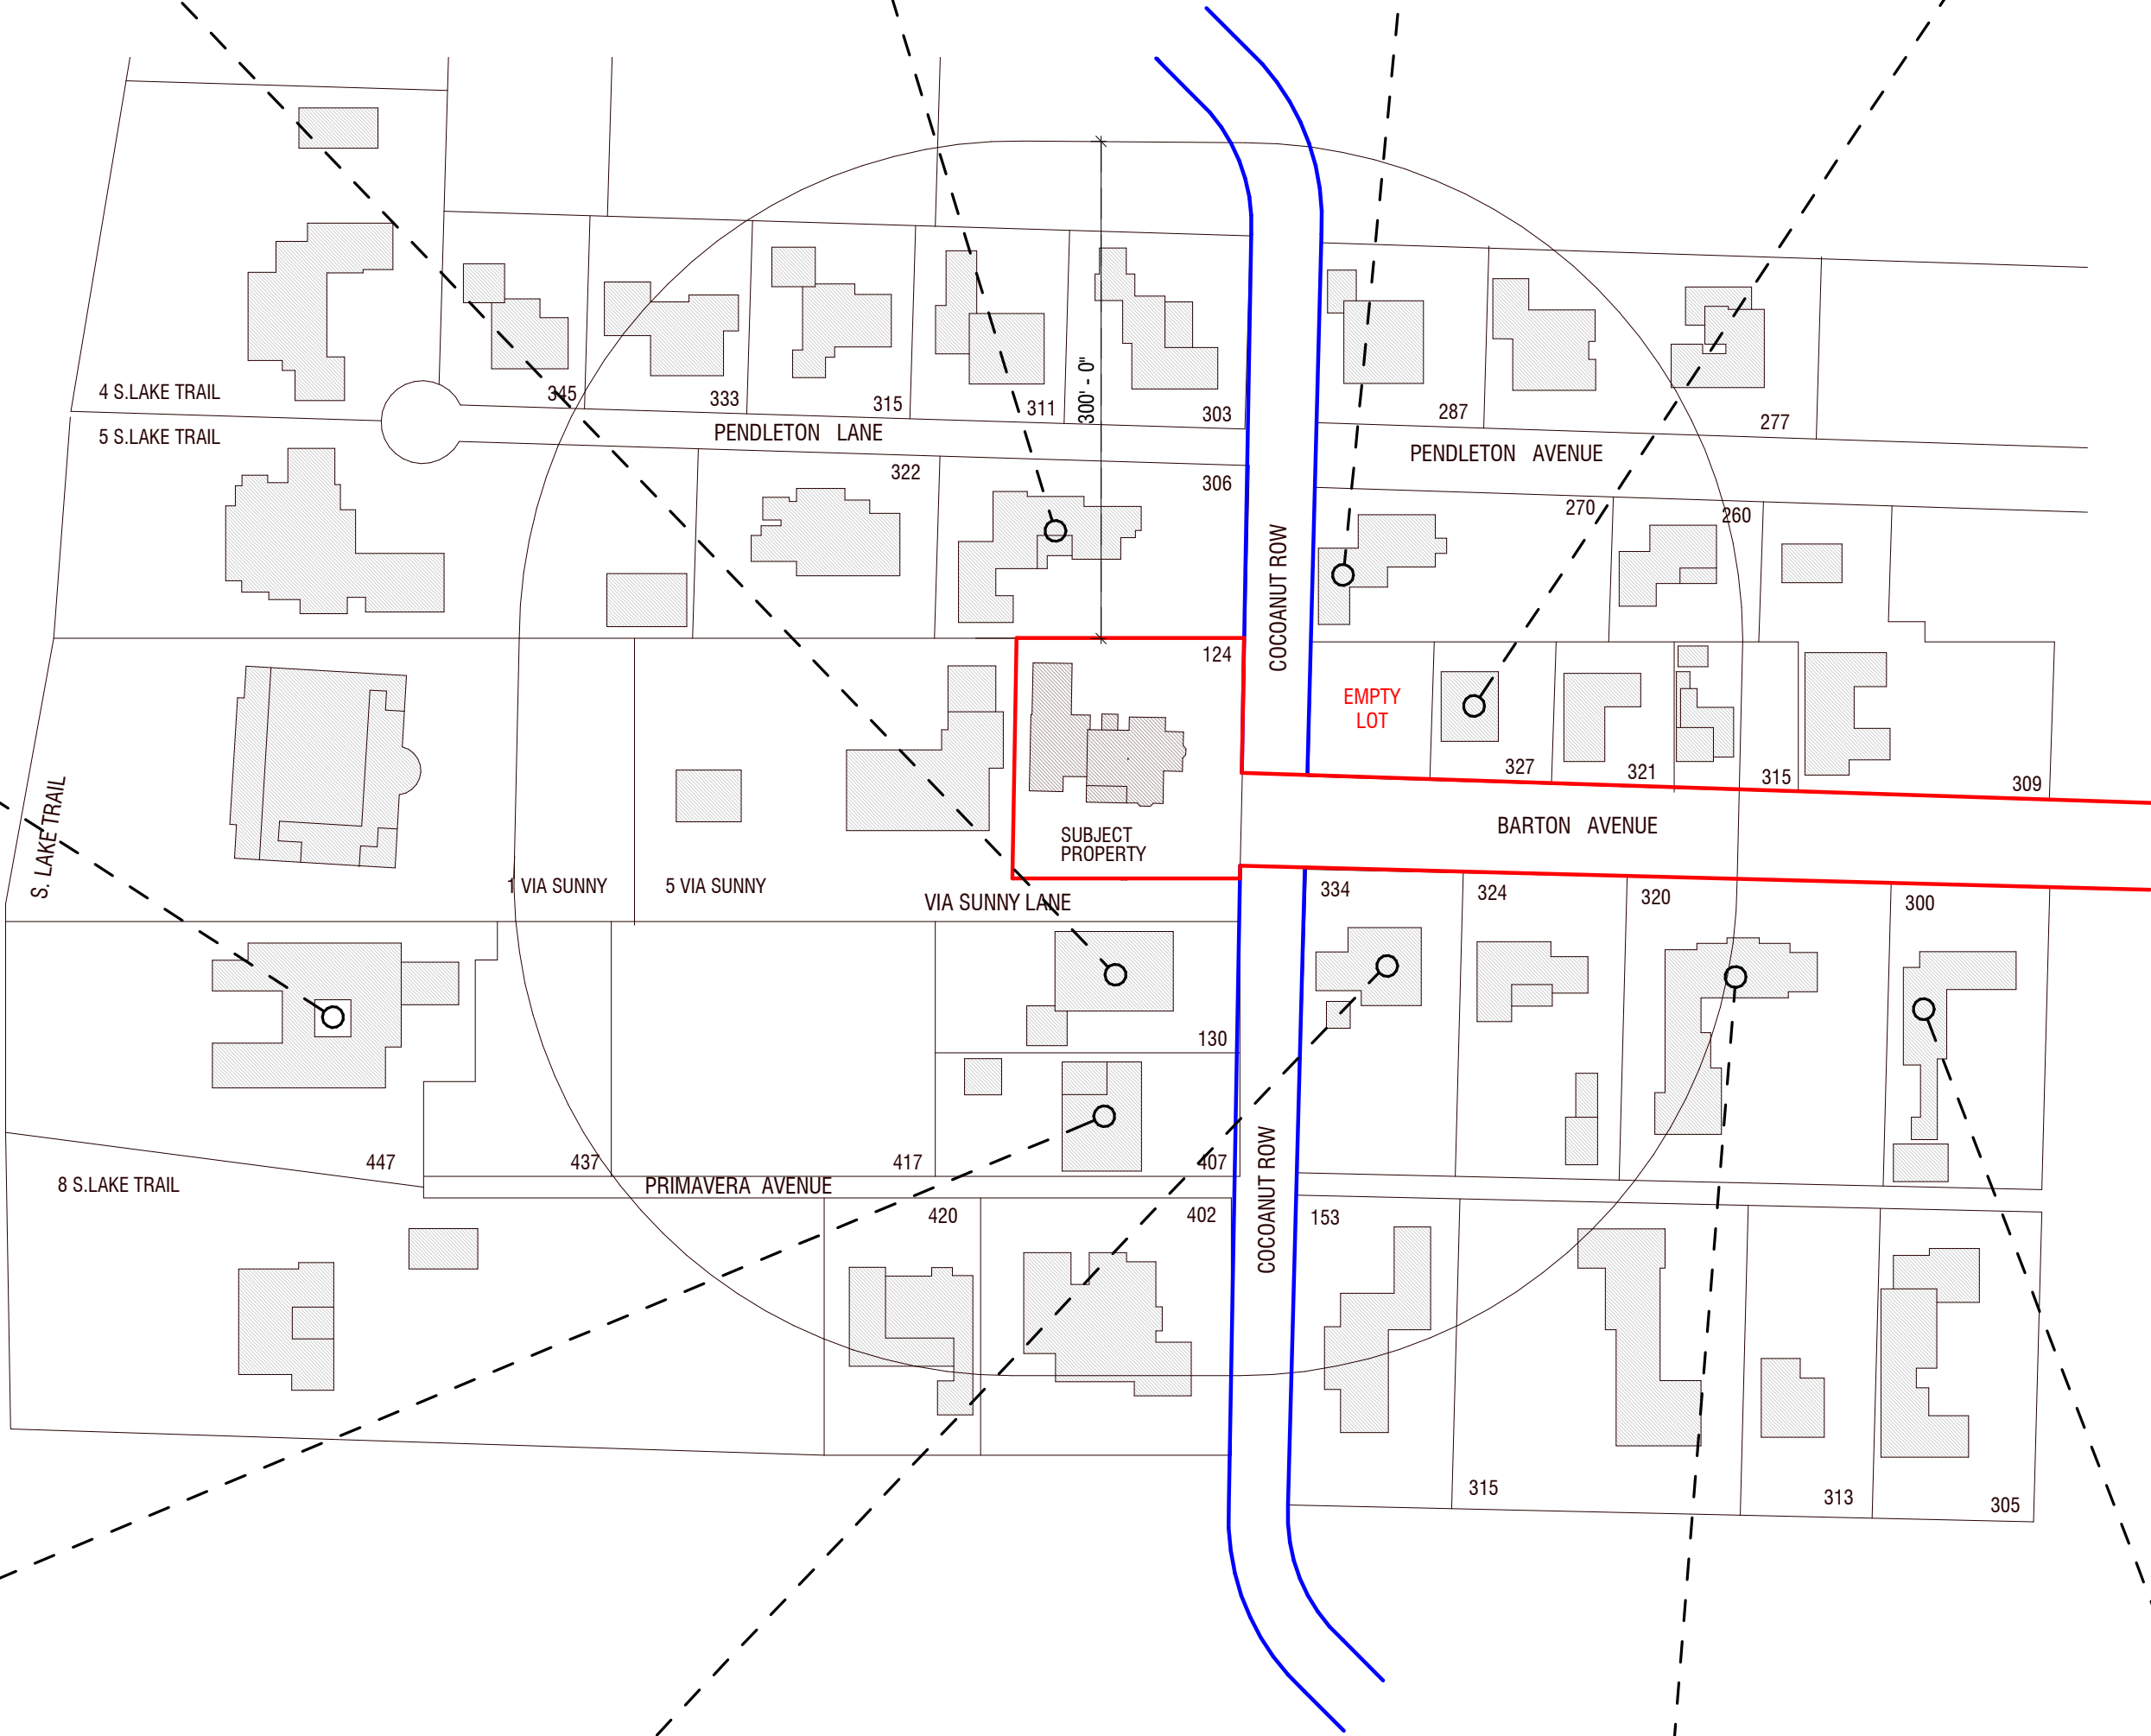 4 S.LAKE TRAIL
345
333
315
311
300' - 0"
303
287
277
5 S.LAKE TRAIL
PENDLETON LANE
PENDLETON AVENUE
322
306
270
260
COCOANUT ROW
124
EMPTY
LOT
327
321
315
309
S. LAKE TRAIL
SUBJECT
PROPERTY
BARTON AVENUE
1 VIA SUNNY
5 VIA SUNNY
VIA SUNNY LANE
334
324
320
300
130
447
437
417
407
COCOANUT ROW
8 S.LAKE TRAIL
PRIMAVERA AVENUE
420
402
153
315
313
305